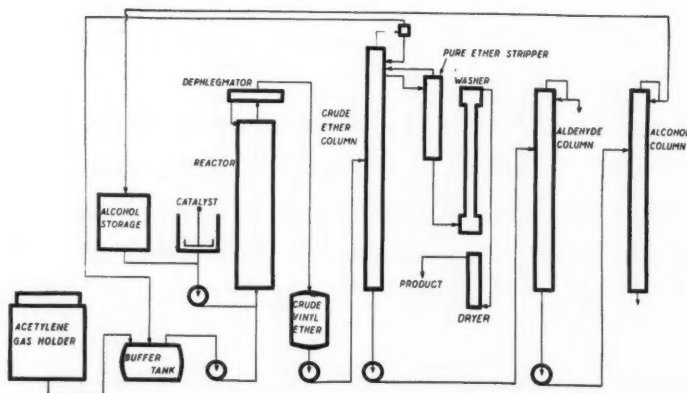 PURE ETHER STRIPPER
WASHER
DEPHLEGMATOR
CRUDE
ETHER
COLUMN
ALDEHYDE
COLUMN
ALCOHOL
COLUMN
REACTOR
CATALYST
ALCOHOL
STORAGE
PRODUCT
DRYER
CRUDE
VINYL
ETHER
ACETYLENE
GAS HOLDER
BUFFER
TANK